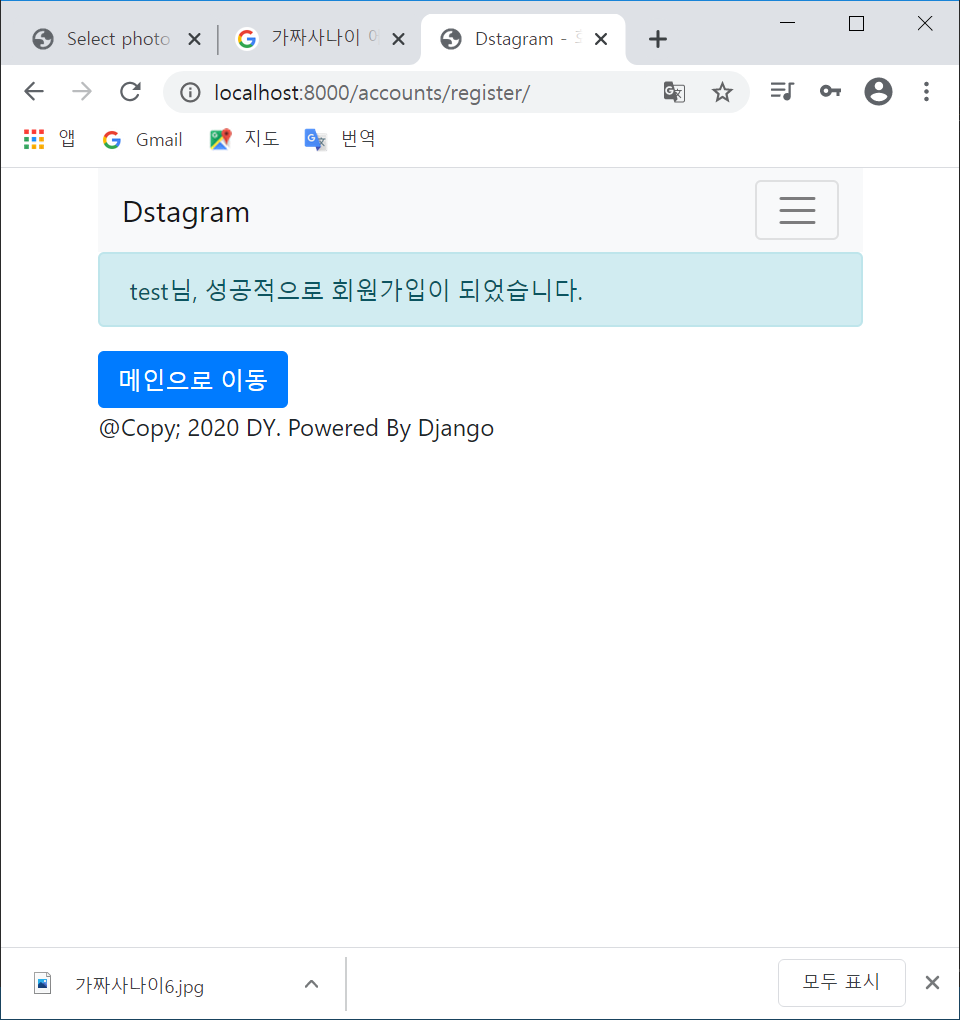 Select photo
가짜사나이
Dstagram -
localhost:8000/accounts/register/
앱 Gmail 지도 번역
Dstagram
test님, 성공적으로 회원가입이 되었습니다.
메인으로 이동
@Copy; 2020 DY. Powered By Django
가짜사나이6.jpg
모두 표시